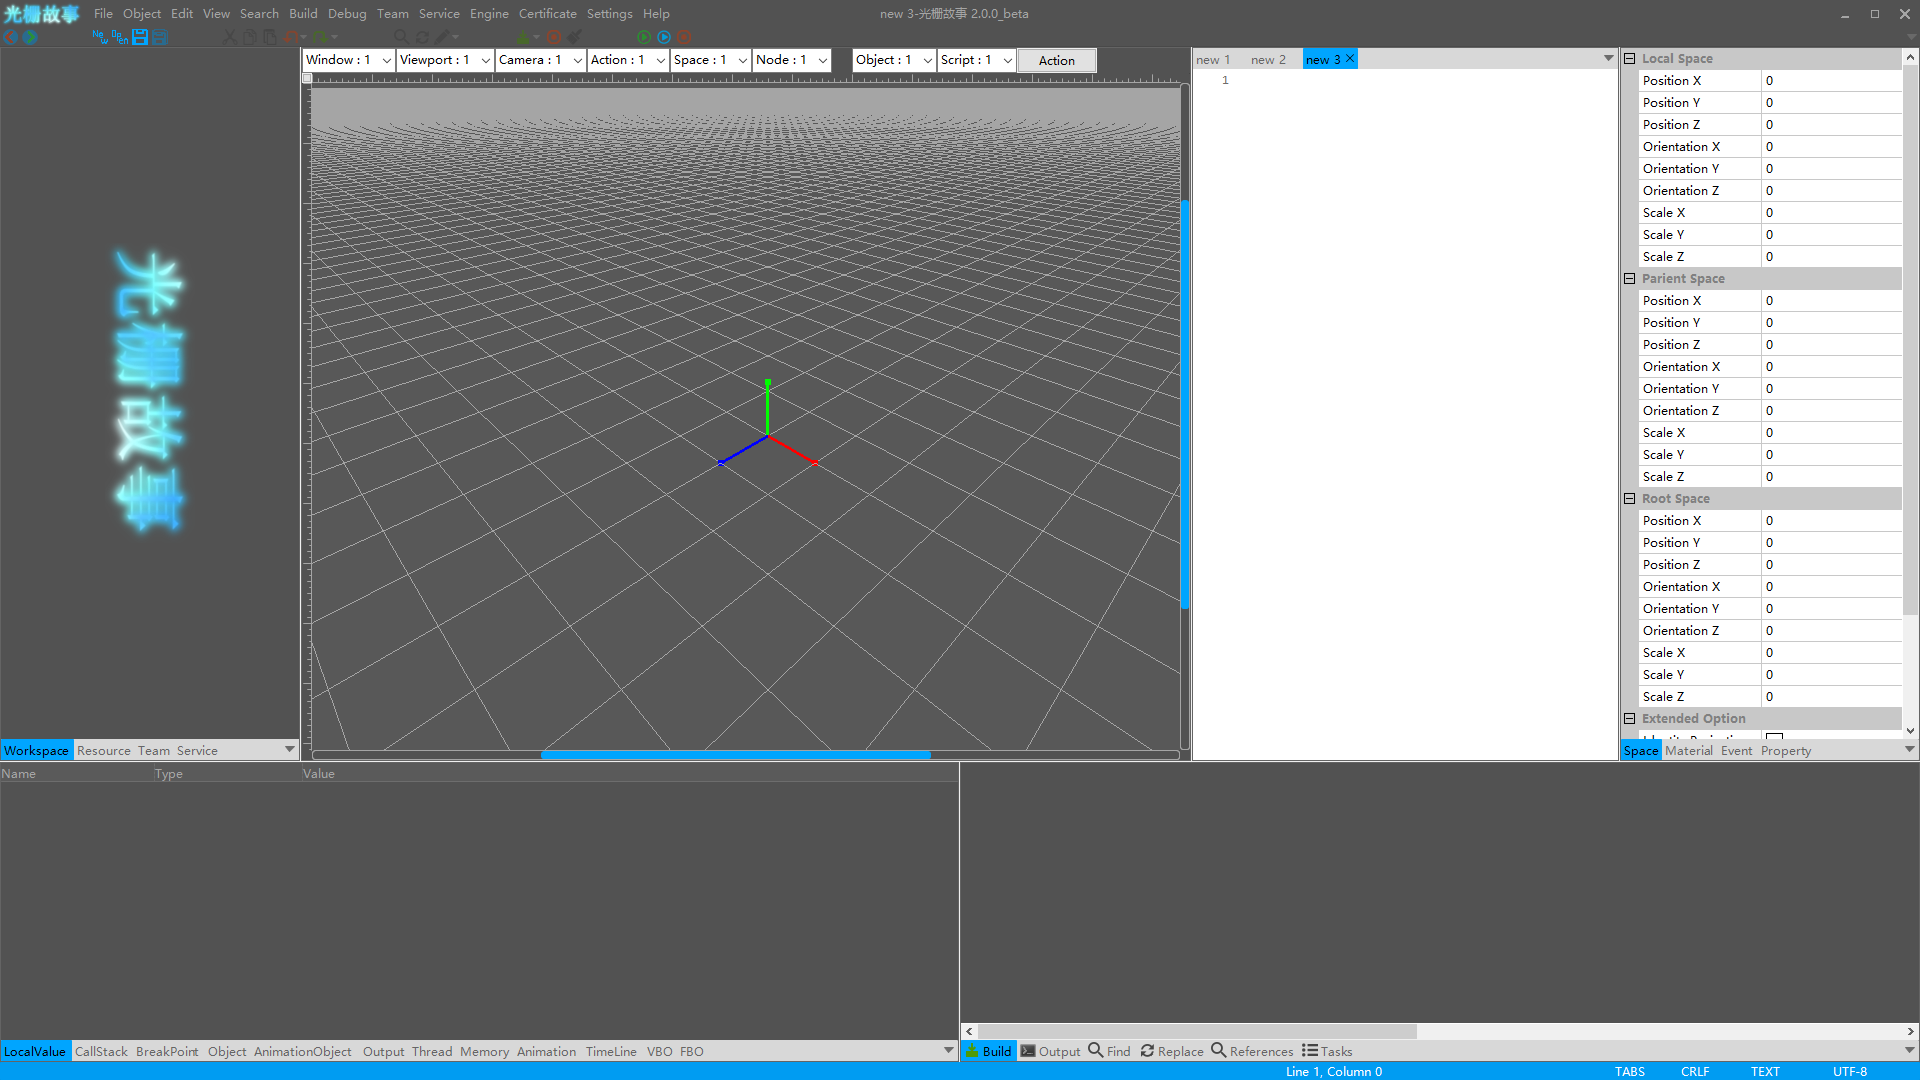 光栅故事 File Object Edit View Search Build Debug Team Service Engine Certificate Settings Help new 3-光栅故事 2.0.0_beta
New Open
Window : 1 Viewport : 1 Camera : 1 Action : 1 Space : 1 Node : 1 Object : 1 Script : 1 Action
new 1 new 2 new 3
1
光栅故事
Workspace Resource Team Service
Local Space
Position X 0
Position Y 0
Position Z 0
Orientation X 0
Orientation Y 0
Orientation Z 0
Scale X 0
Scale Y 0
Scale Z 0
Parient Space
Position X 0
Position Y 0
Position Z 0
Orientation X 0
Orientation Y 0
Orientation Z 0
Scale X 0
Scale Y 0
Scale Z 0
Root Space
Position X 0
Position Y 0
Position Z 0
Orientation X 0
Orientation Y 0
Orientation Z 0
Scale X 0
Scale Y 0
Scale Z 0
Extended Option
Space Material Event Property
Name Type Value
LocalValue CallStack BreakPoint Object AnimationObject Output Thread Memory Animation TimeLine VBO FBO
Build Output Find Replace References Tasks
Line 1, Column 0 TABS CRLF TEXT UTF-8